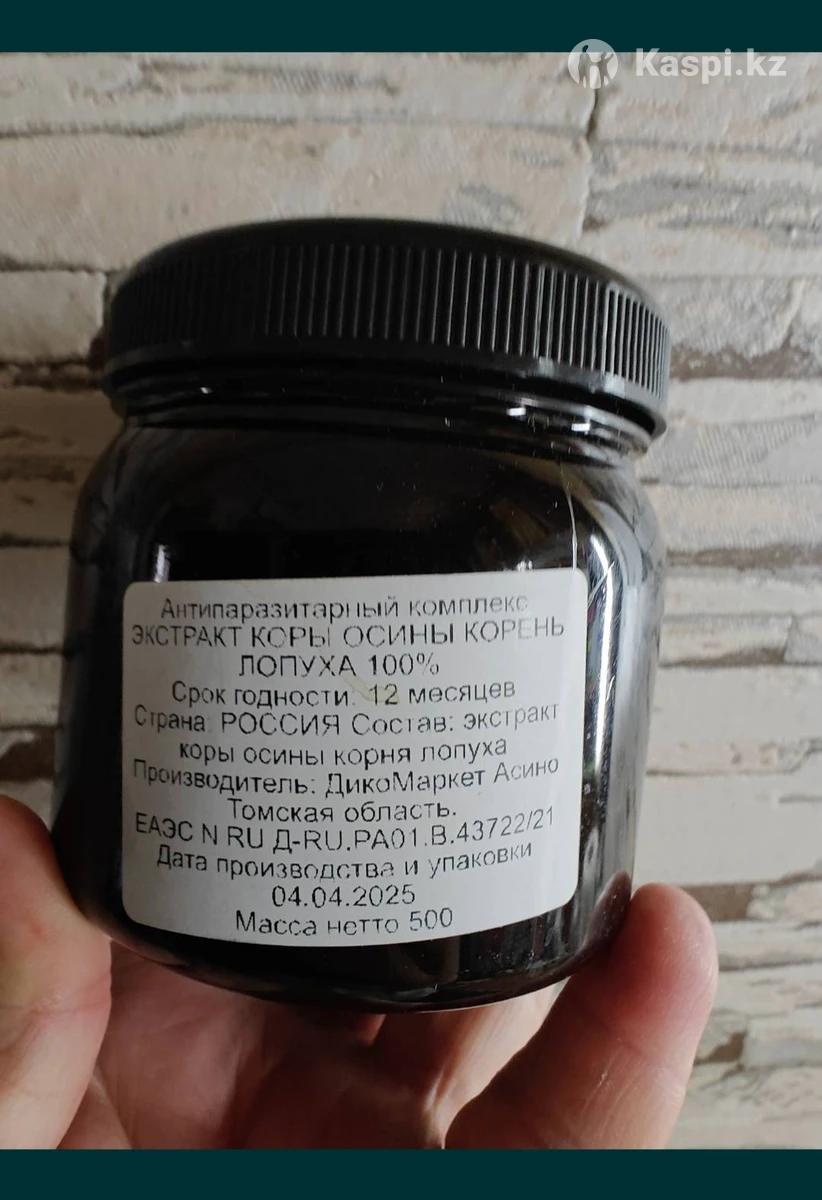 Kaspi.kz
Антипаразитарный комплекс
ЭКСТРАКТ КОРЫ ОСИНЫ КОРЕНЬ
ЛОПУХА 100%
Срок годности: 12 месяцев
Страна: РОССИЯ Состав: экстракт
коры осины корня лопуха
Производитель: ДикоМаркет Асино
Томская область.
ЕАЭС N RU Д-RU.РА01.В.43722/21
Дата производства и упаковки
04.04.2025
Масса нетто 500